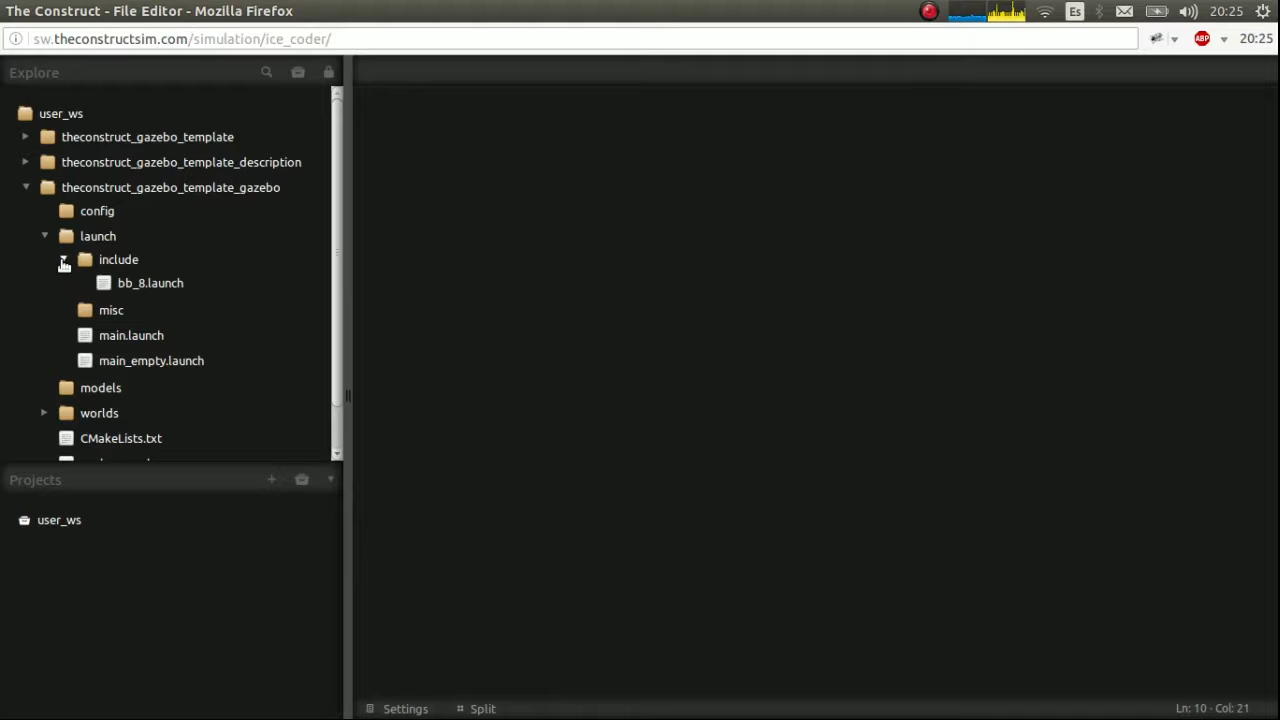 The Construct - File Editor - Mozilla Firefox
Es
20:25
sw.theconstructsim.com/simulation/ice_coder/
ABP
20:25
Explore
user_ws
theconstruct_gazebo_template
theconstruct_gazebo_template_description
theconstruct_gazebo_template_gazebo
config
launch
include
bb_8.launch
misc
main.launch
main_empty.launch
models
worlds
CMakeLists.txt
Projects
user_ws
Settings
Split
Ln: 10 · Col: 21